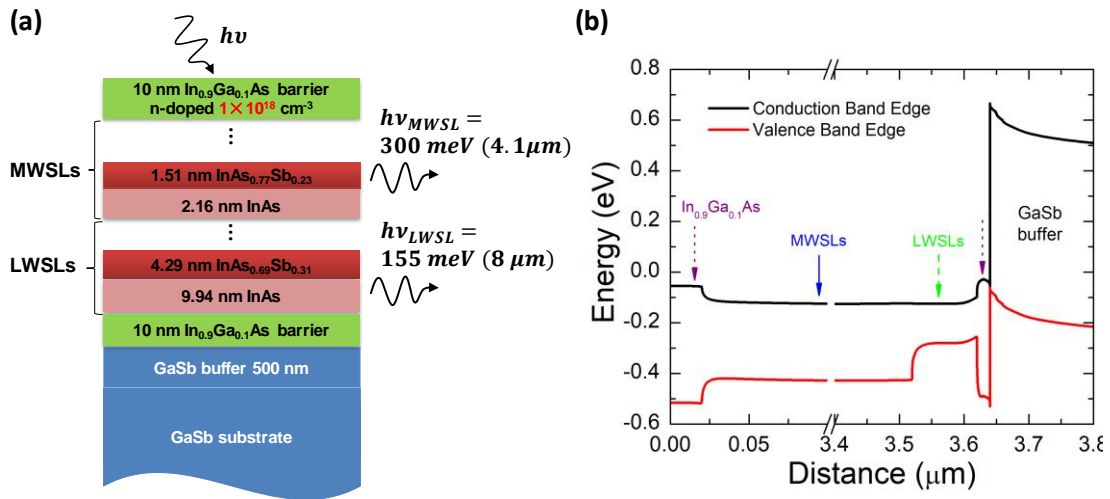 (a)
hν
10 nm In₀.₉Ga₀.₁As barrier
n-doped 1×10¹⁸ cm⁻³
⋮
MWSLs
1.51 nm InAs₀.₇₇Sb₀.₂₃
2.16 nm InAs
hν_MWSL =
300 meV (4.1μm)
⋮
LWSLs
4.29 nm InAs₀.₆₉Sb₀.₃₁
9.94 nm InAs
hν_LWSL =
155 meV (8 μm)
10 nm In₀.₉Ga₀.₁As barrier
GaSb buffer 500 nm
GaSb substrate
(b)
Energy (eV)
0.8
0.6
0.4
0.2
0.0
-0.2
-0.4
-0.6
Conduction Band Edge
Valence Band Edge
In₀.₉Ga₀.₁As
MWSLs
LWSLs
GaSb
buffer
0.00 0.05 3.4 3.5 3.6 3.7 3.8
Distance (μm)